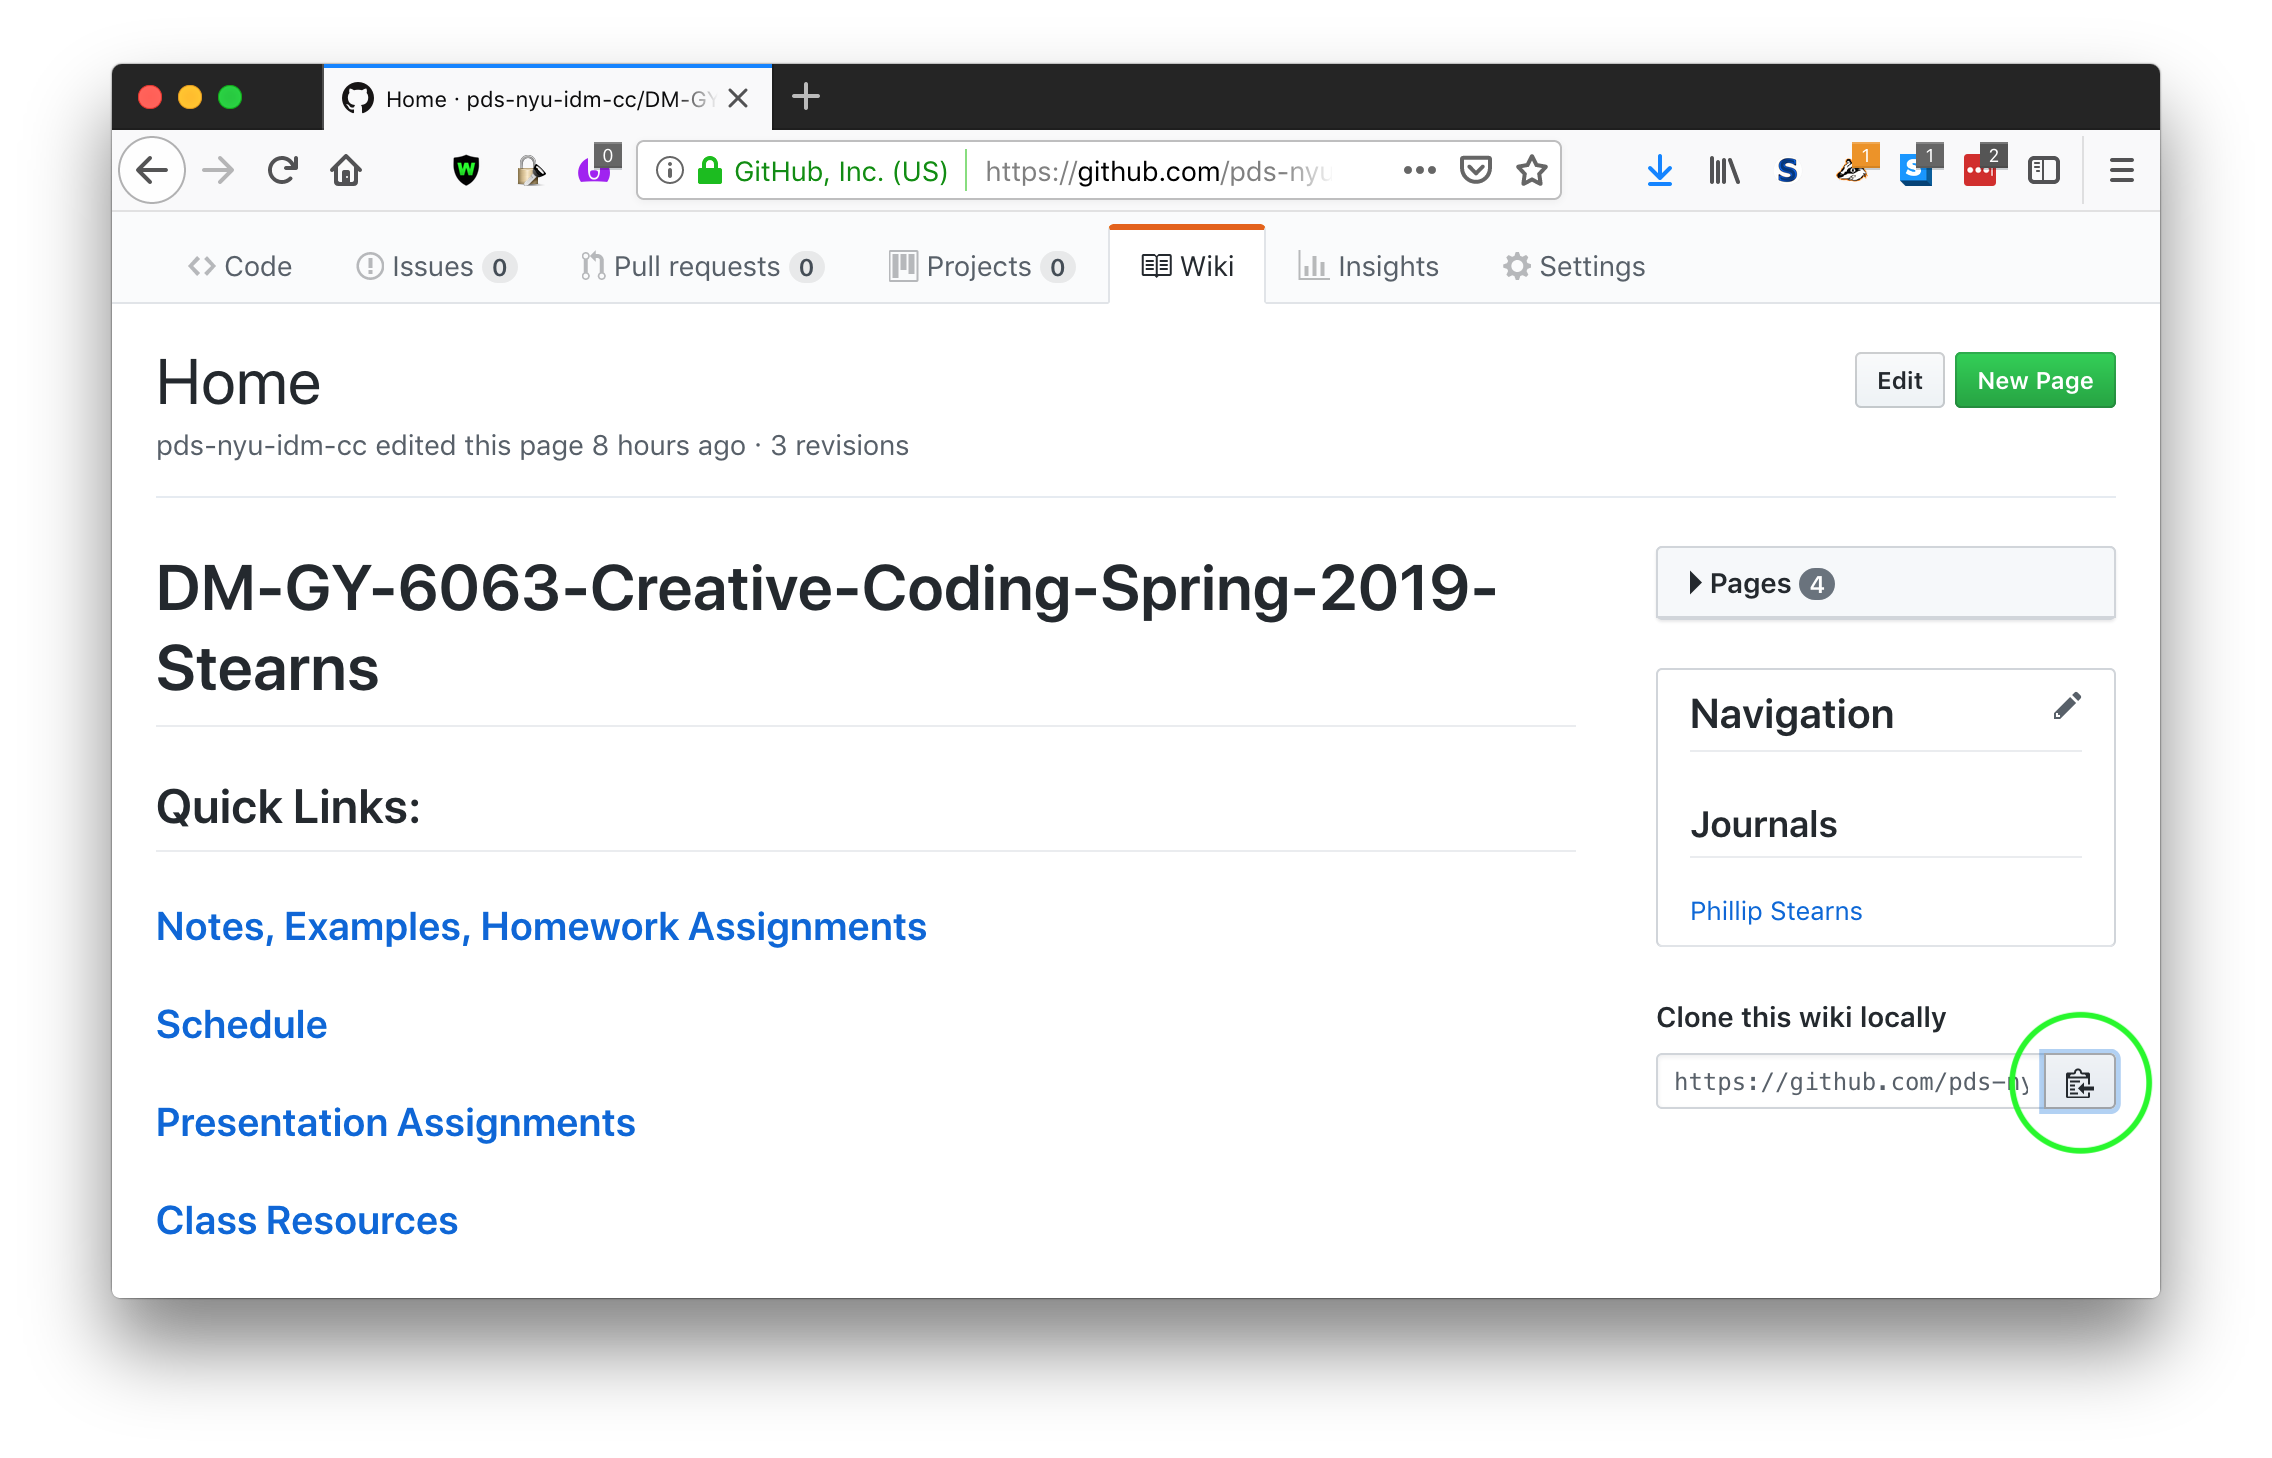 Home · pds-nyu-idm-cc/DM-GY
0
GitHub, Inc. (US)
https://github.com/pds-nyu
S
1
S
1
2
Code
Issues 0
Pull requests 0
Projects 0
Wiki
Insights
Settings
Home
Edit
New Page
pds-nyu-idm-cc edited this page 8 hours ago · 3 revisions
DM-GY-6063-Creative-Coding-Spring-2019-
Stearns
Quick Links:
Notes, Examples, Homework Assignments
Schedule
Presentation Assignments
Class Resources
Pages 4
Navigation
Journals
Phillip Stearns
Clone this wiki locally
https://github.com/pds-ny